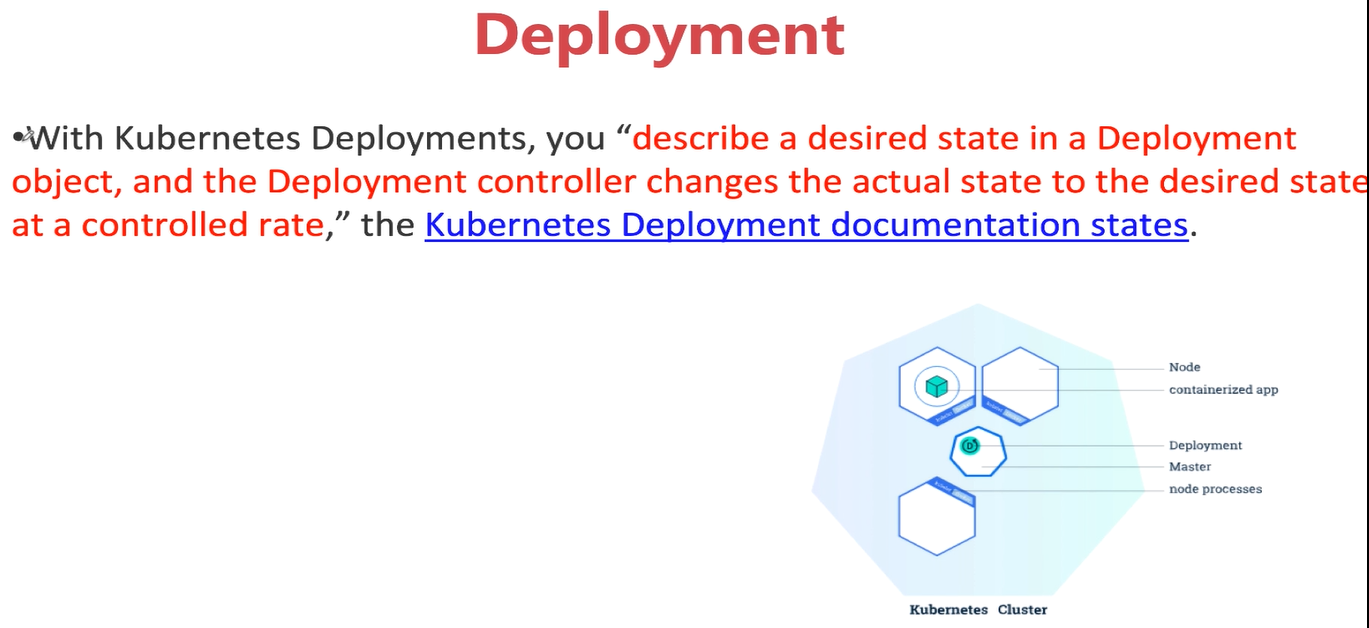 Deployment
•With Kubernetes Deployments, you “describe a desired state in a Deployment
object, and the Deployment controller changes the actual state to the desired state
at a controlled rate,” the Kubernetes Deployment documentation states.
Node
containerized app
Deployment
D
Master
node processes
Kubernetes Cluster